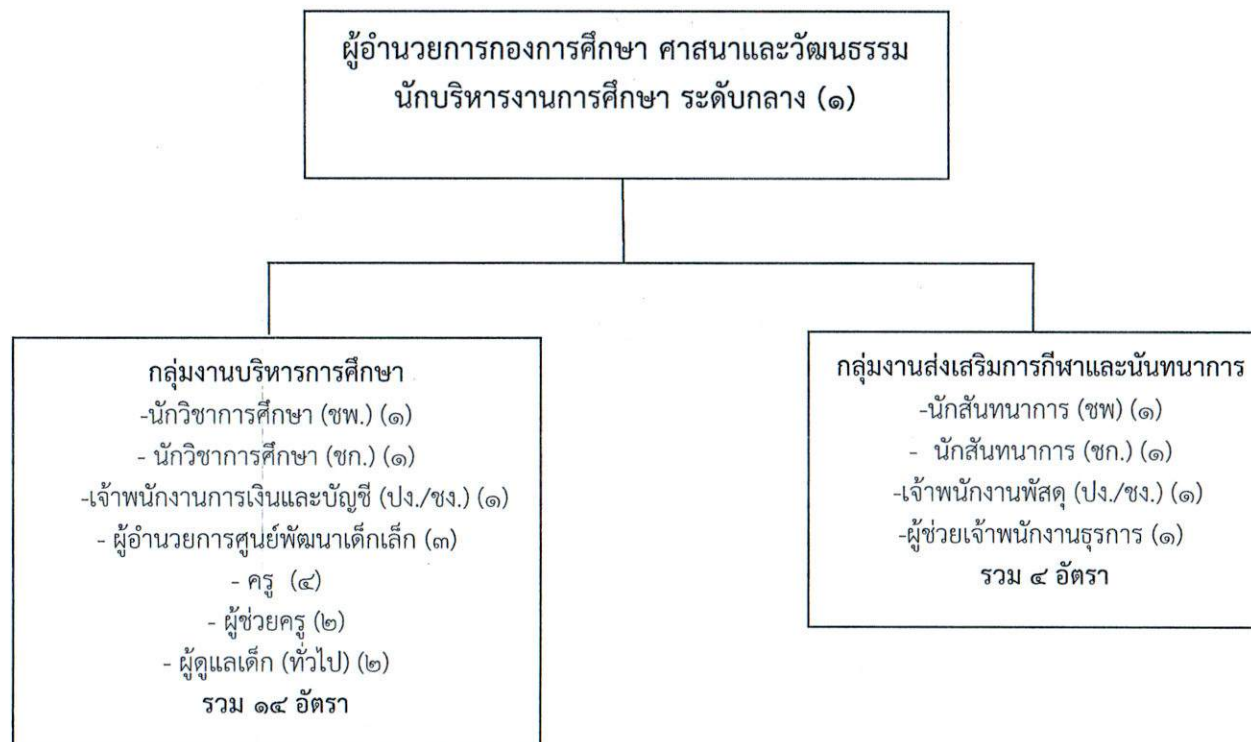 ผู้อำนวยการกองการศึกษา ศาสนาและวัฒนธรรม
นักบริหารงานการศึกษา ระดับกลาง (๑)
กลุ่มงานบริหารการศึกษา
-นักวิชาการศึกษา (ชพ.) (๑)
- นักวิชาการศึกษา (ชก.) (๑)
-เจ้าพนักงานการเงินและบัญชี (ปง./ชง.) (๑)
- ผู้อำนวยการศูนย์พัฒนาเด็กเล็ก (๓)
- ครู (๔)
- ผู้ช่วยครู (๒)
- ผู้ดูแลเด็ก (ทั่วไป) (๒)
รวม ๑๔ อัตรา
กลุ่มงานส่งเสริมการกีฬาและนันทนาการ
-นักสันทนาการ (ชพ) (๑)
- นักสันทนาการ (ชก.) (๑)
-เจ้าพนักงานพัสดุ (ปง./ชง.) (๑)
-ผู้ช่วยเจ้าพนักงานธุรการ (๑)
รวม ๔ อัตรา